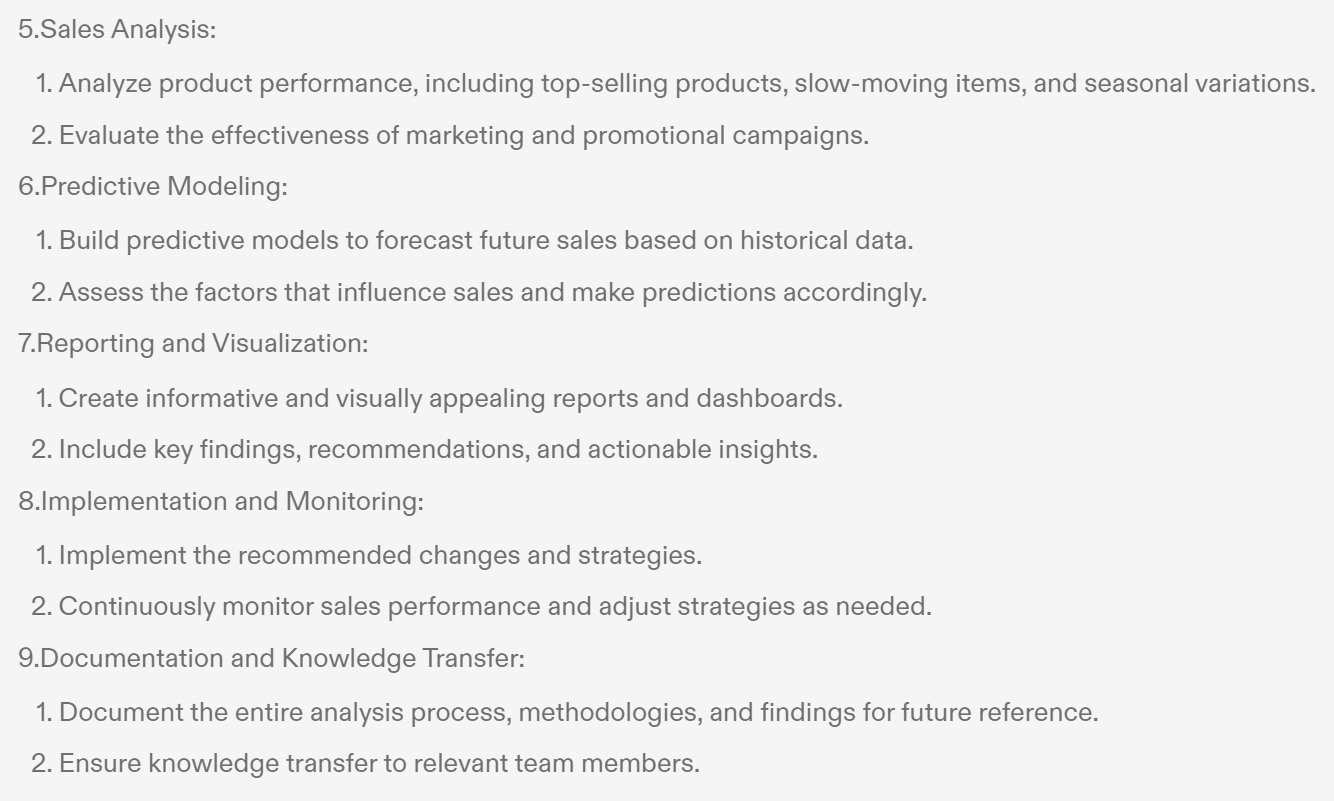 5.Sales Analysis:
1. Analyze product performance, including top-selling products, slow-moving items, and seasonal variations.
2. Evaluate the effectiveness of marketing and promotional campaigns.
6.Predictive Modeling:
1. Build predictive models to forecast future sales based on historical data.
2. Assess the factors that influence sales and make predictions accordingly.
7.Reporting and Visualization:
1. Create informative and visually appealing reports and dashboards.
2. Include key findings, recommendations, and actionable insights.
8.Implementation and Monitoring:
1. Implement the recommended changes and strategies.
2. Continuously monitor sales performance and adjust strategies as needed.
9.Documentation and Knowledge Transfer:
1. Document the entire analysis process, methodologies, and findings for future reference.
2. Ensure knowledge transfer to relevant team members.